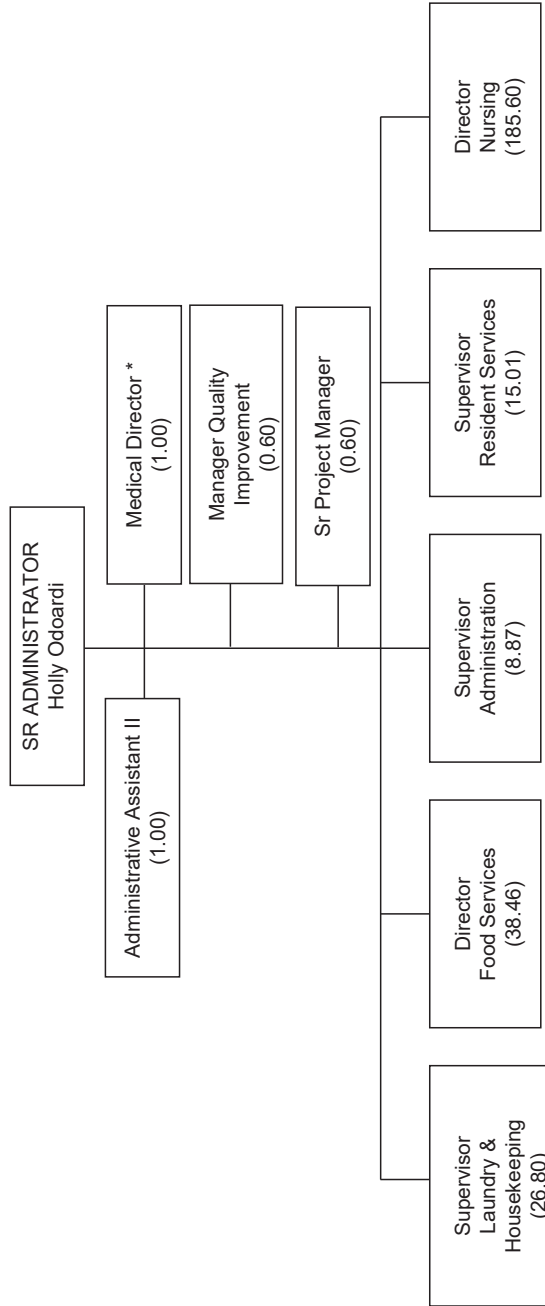 SR ADMINISTRATOR
Holly Odoardi
Administrative Assistant II
(1.00)
Medical Director *
(1.00)
Manager Quality
Improvement
(0.60)
Sr Project Manager
(0.60)
Supervisor
Laundry &
Housekeeping
(26.80)
Director
Food Services
(38.46)
Supervisor
Administration
(8.87)
Supervisor
Resident Services
(15.01)
Director
Nursing
(185.60)